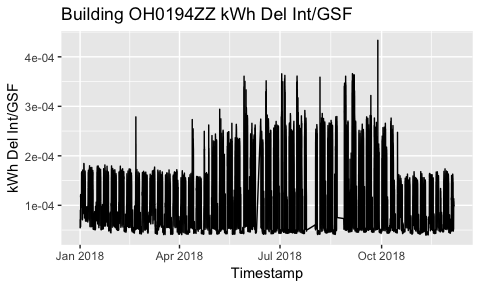 Building OH0194ZZ kWh Del Int/GSF
kWh Del Int/GSF
4e-04
3e-04
2e-04
1e-04
Jan 2018
Apr 2018
Jul 2018
Oct 2018
Timestamp